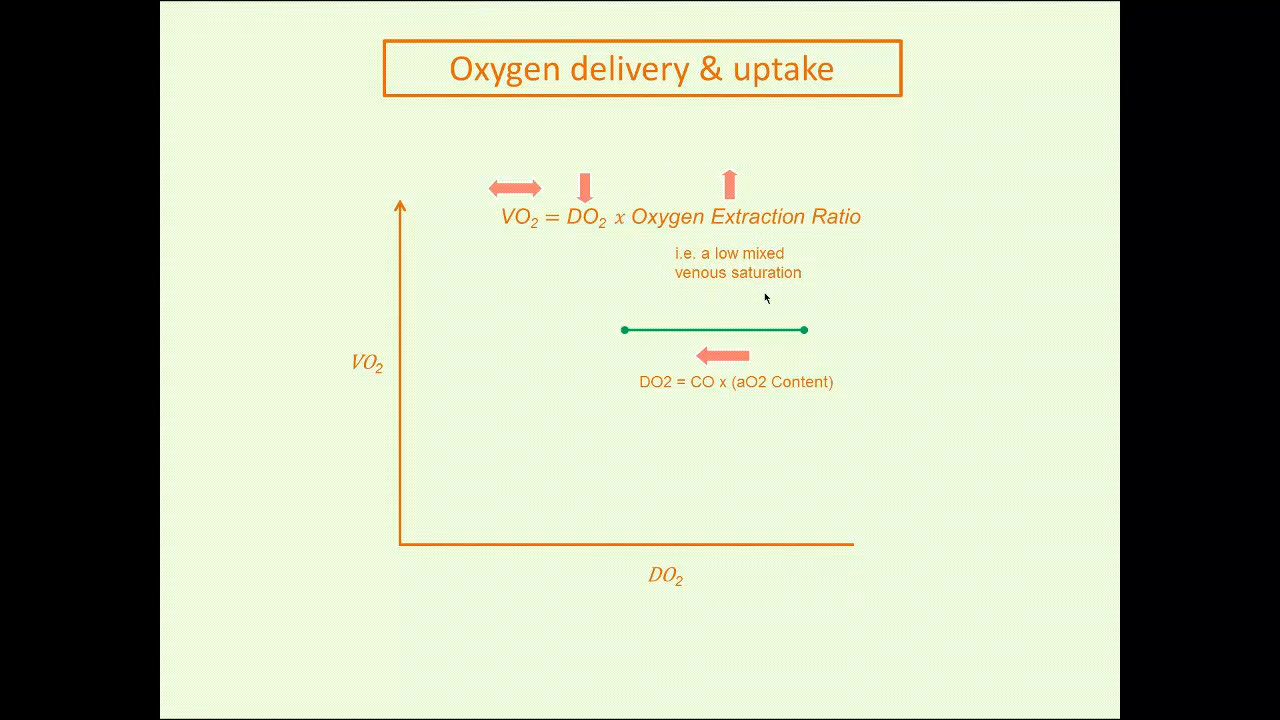 Oxygen delivery & uptake
VO₂ = DO₂ x Oxygen Extraction Ratio
i.e. a low mixed
venous saturation
VO₂
DO2 = CO x (aO2 Content)
DO₂